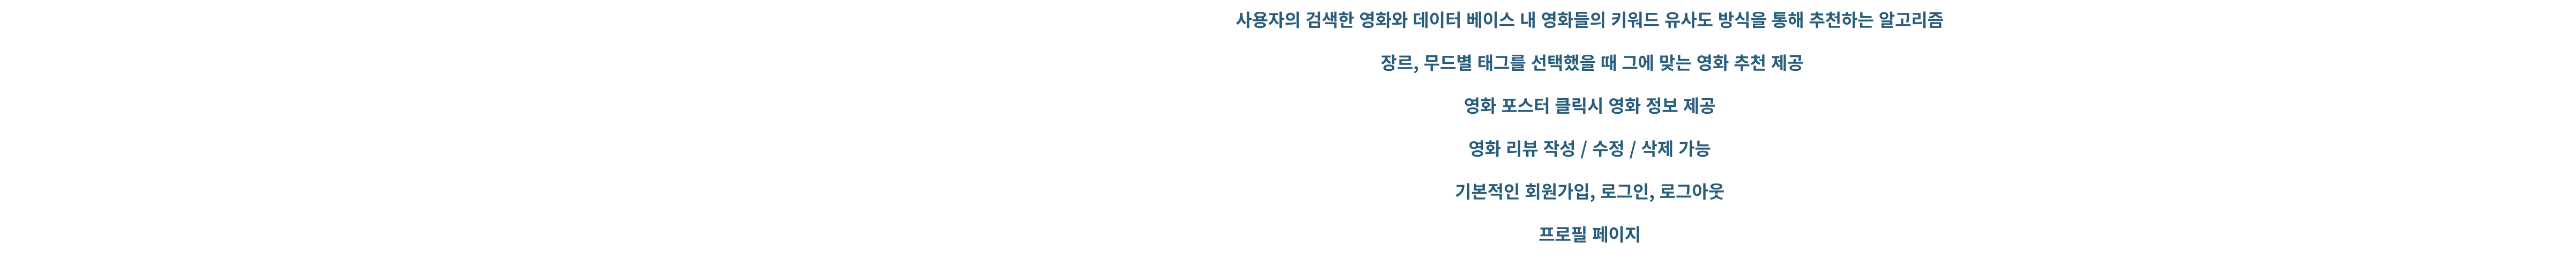 사용자의 검색한 영화와 데이터 베이스 내 영화들의 키워드 유사도 방식을 통해 추천하는 알고리즘
장르, 무드별 태그를 선택했을 때 그에 맞는 영화 추천 제공
영화 포스터 클릭시 영화 정보 제공
영화 리뷰 작성 / 수정 / 삭제 가능
기본적인 회원가입, 로그인, 로그아웃
프로필 페이지